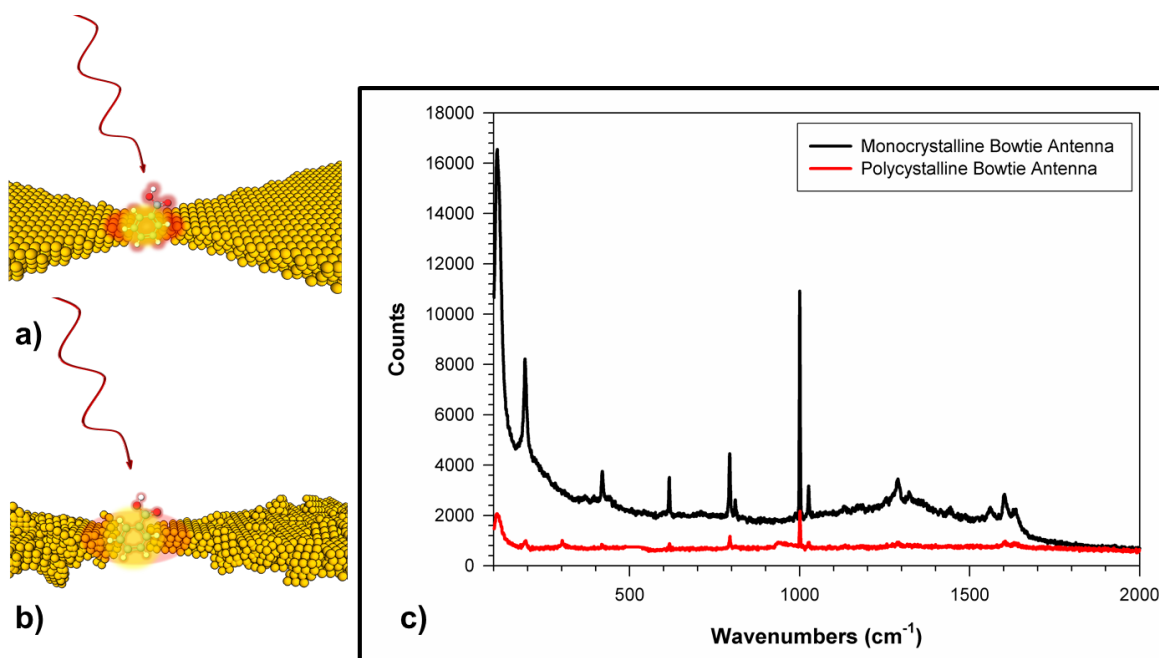 a)
b)
c)
18000
16000
14000
12000
10000
8000
6000
4000
2000
0
Counts
Monocrystalline Bowtie Antenna
Polycystalline Bowtie Antenna
500
1000
1500
2000
Wavenumbers (cm⁻¹)